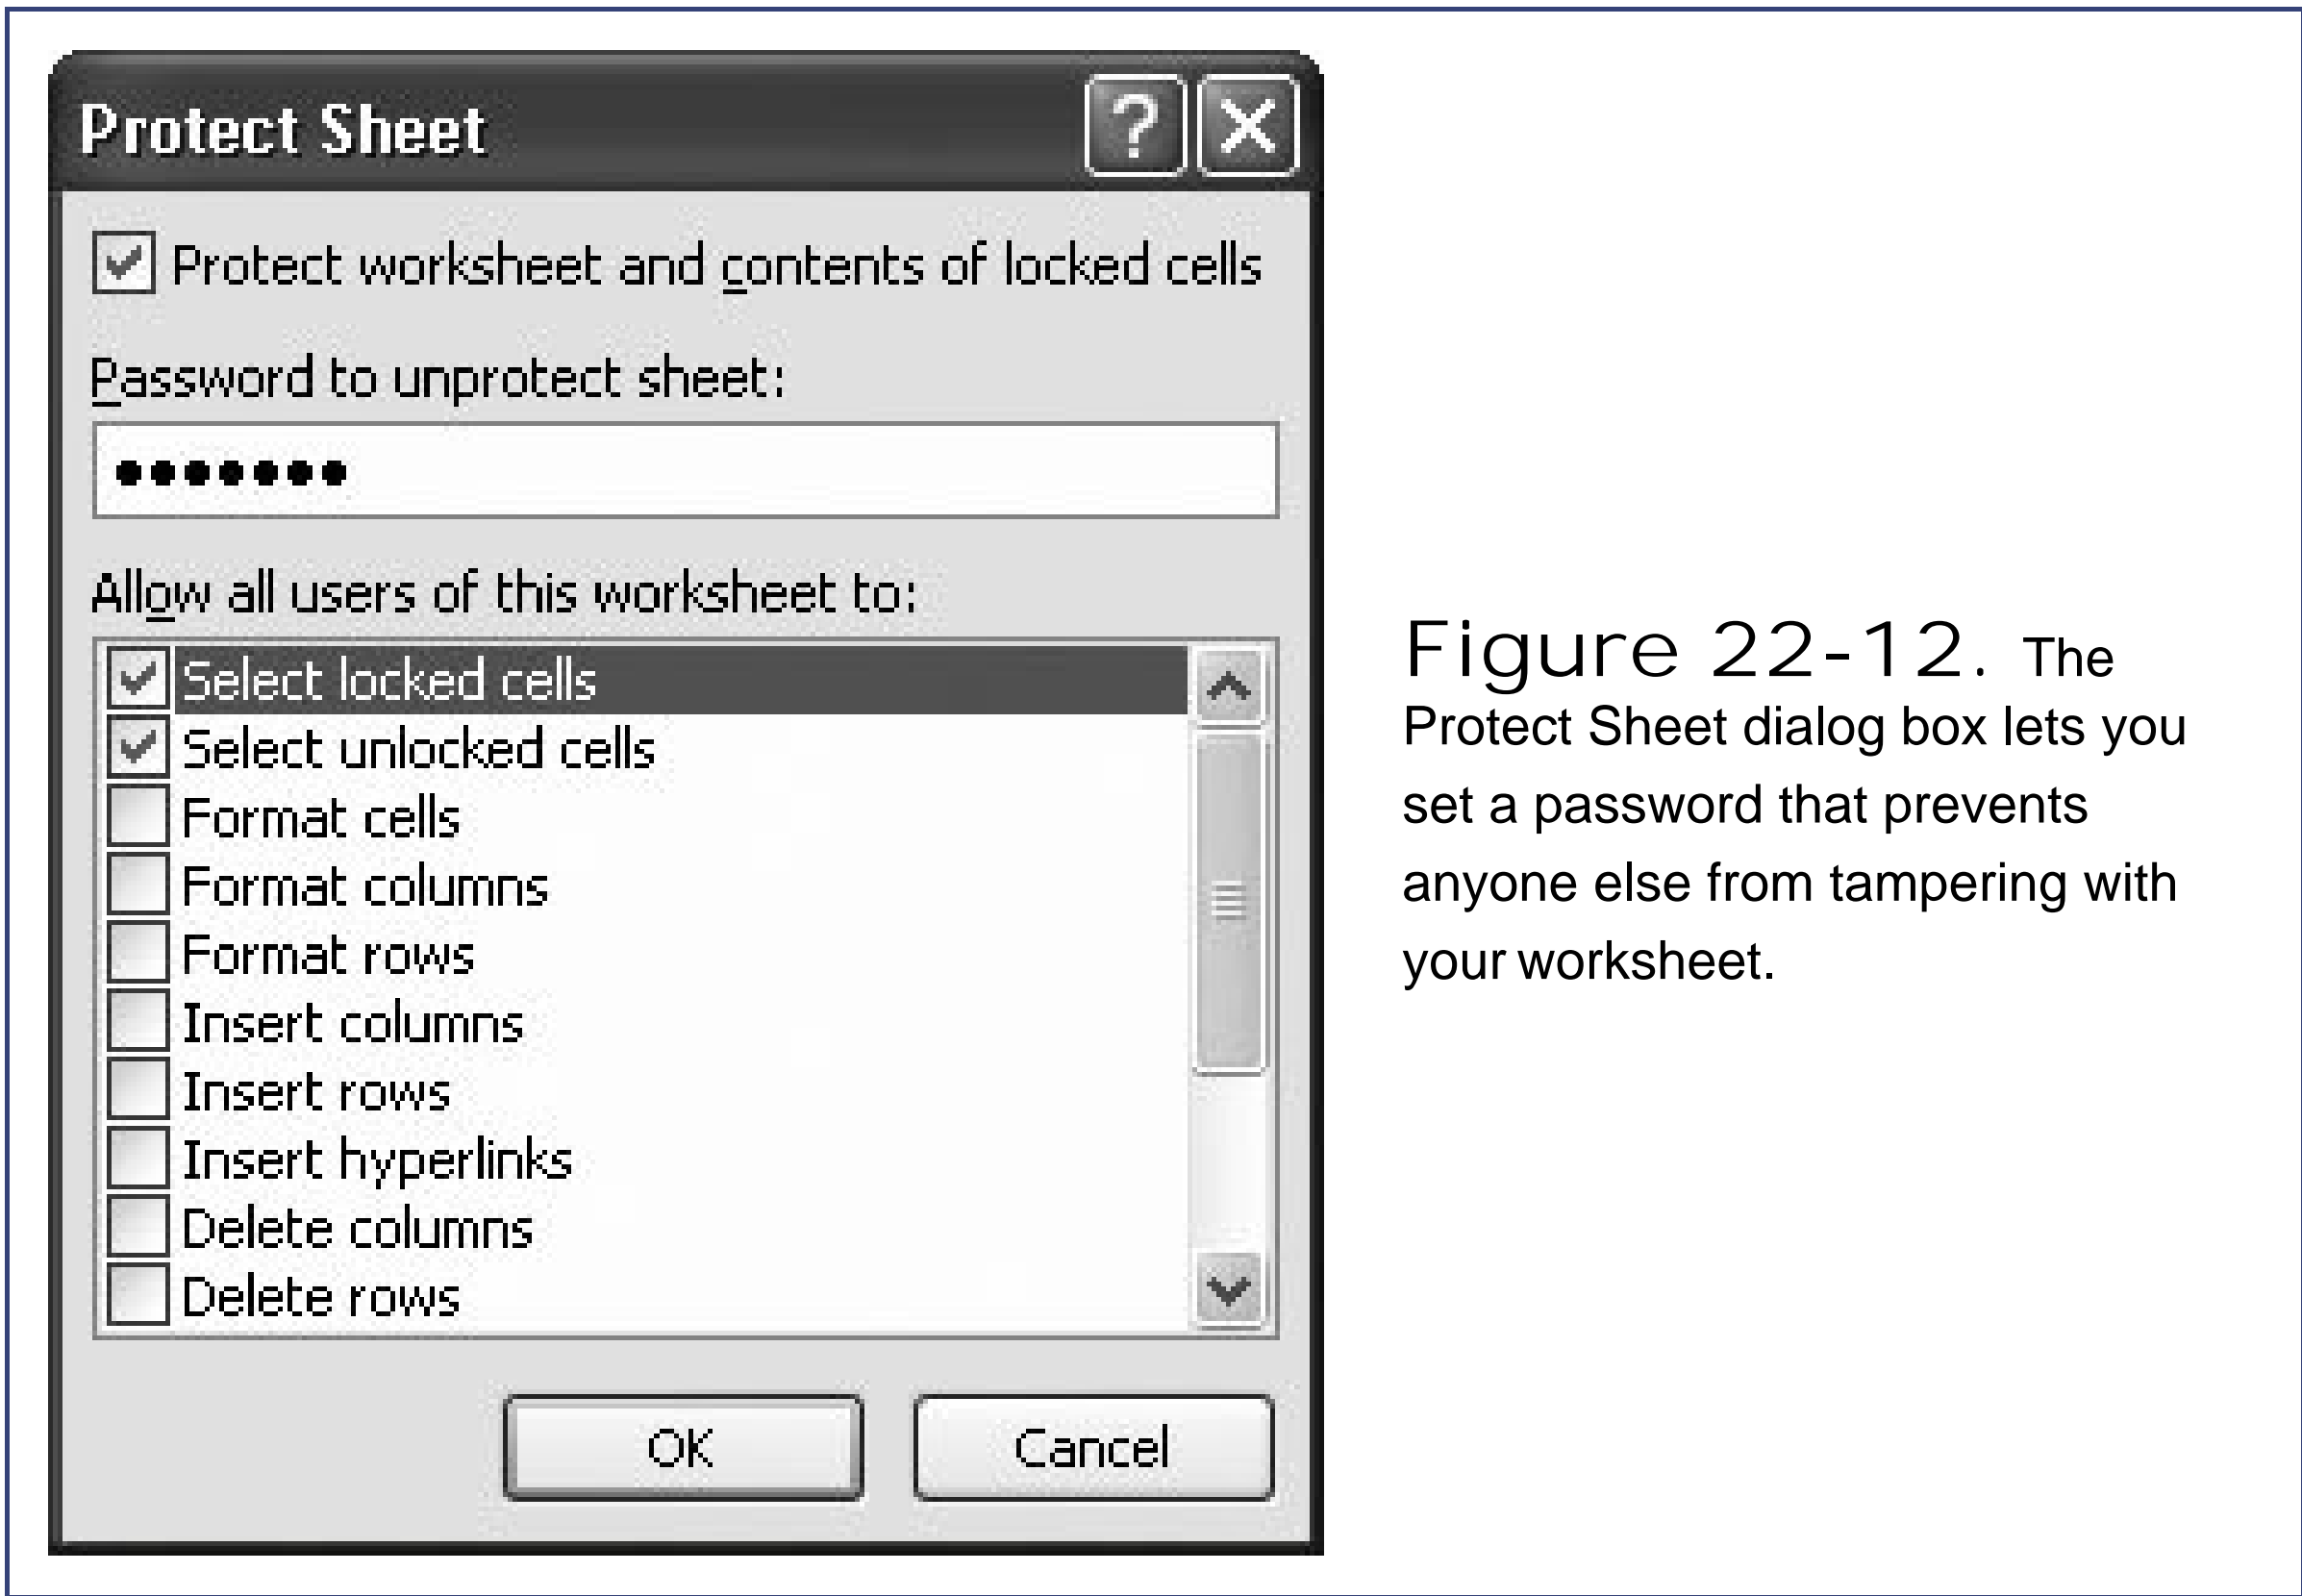 Protect Sheet
Protect worksheet and contents of locked cells
Password to unprotect sheet:
•••••••
Allow all users of this worksheet to:
Select locked cells
Select unlocked cells
Format cells
Format columns
Format rows
Insert columns
Insert rows
Insert hyperlinks
Delete columns
Delete rows
OK
Cancel
Figure 22-12. The
Protect Sheet dialog box lets you
set a password that prevents
anyone else from tampering with
your worksheet.